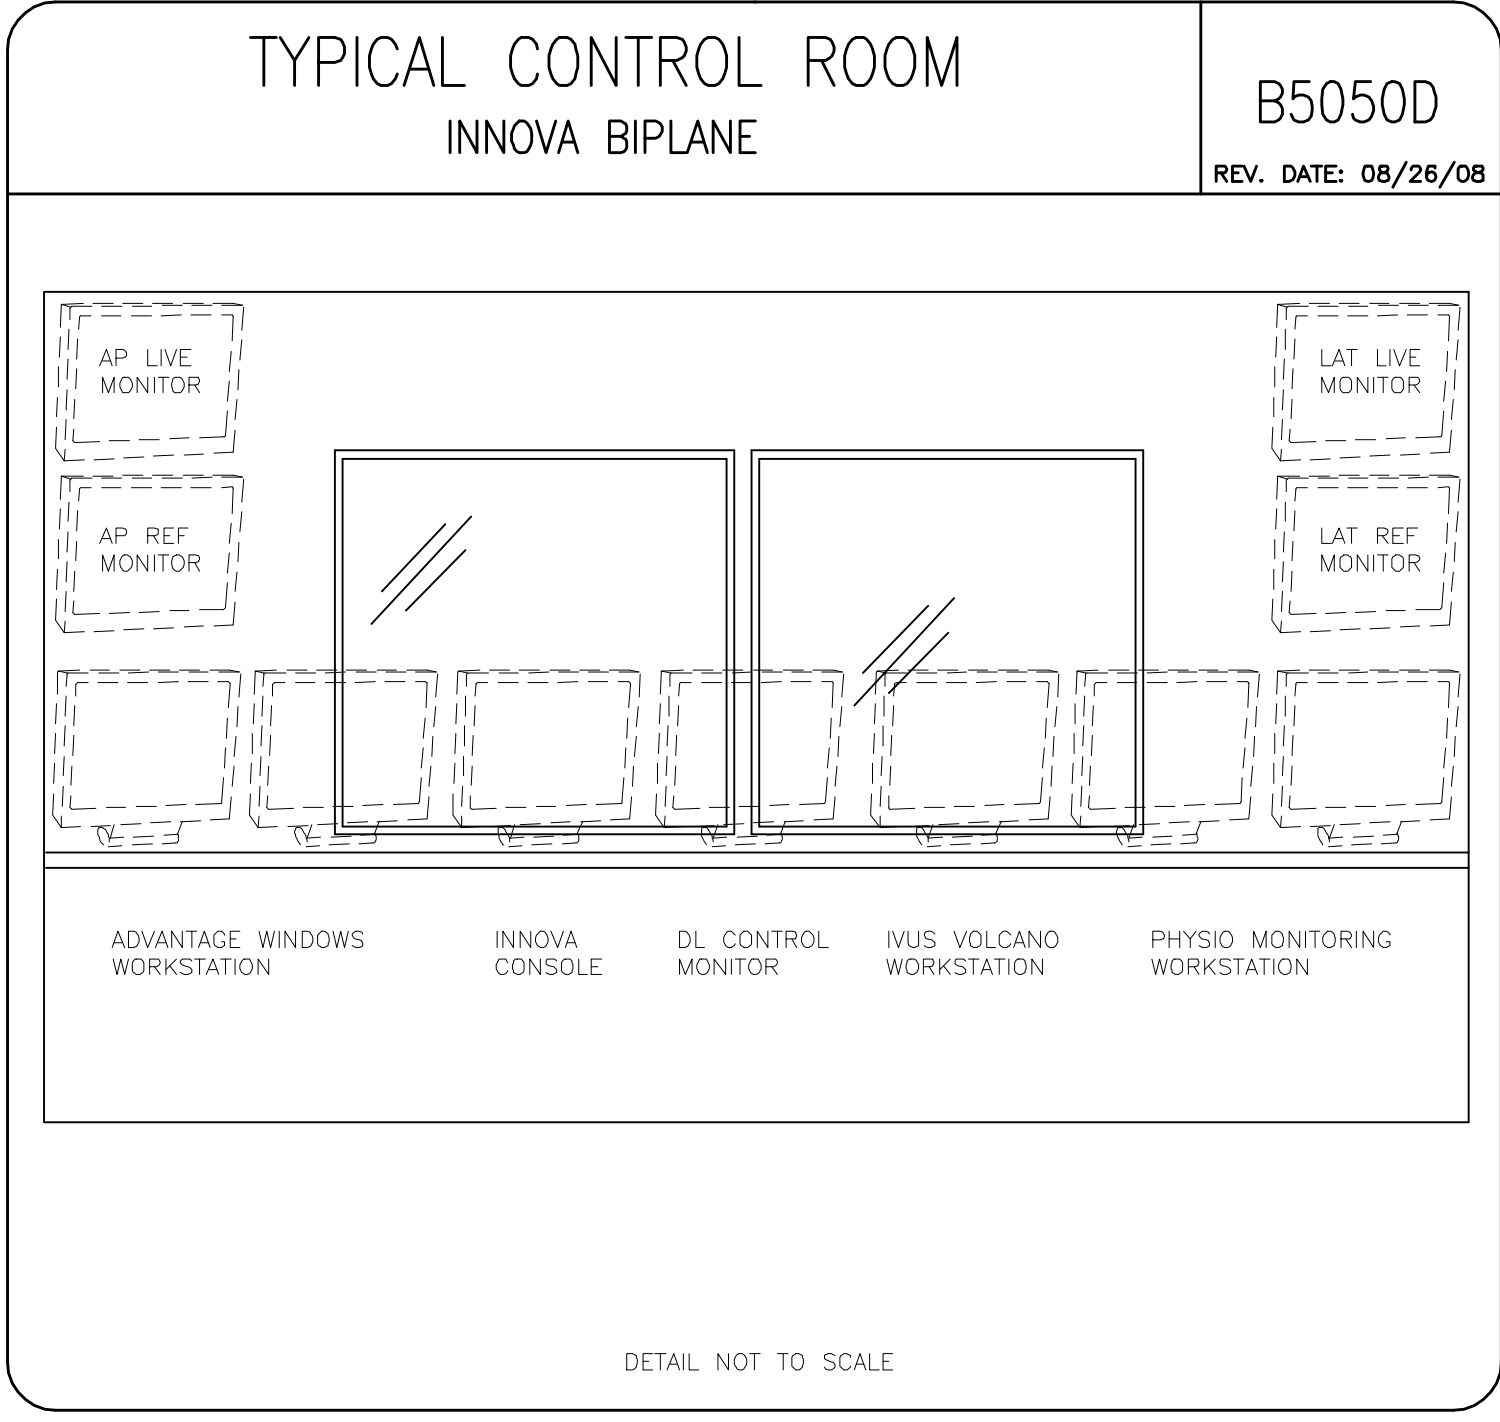 TYPICAL CONTROL ROOM
INNOVA BIPLANE
B5050D
REV. DATE: 08/26/08
AP LIVE
MONITOR
LAT LIVE
MONITOR
AP REF
MONITOR
LAT REF
MONITOR
ADVANTAGE WINDOWS
WORKSTATION
INNOVA
CONSOLE
DL CONTROL
MONITOR
IVUS VOLCANO
WORKSTATION
PHYSIO MONITORING
WORKSTATION
DETAIL NOT TO SCALE